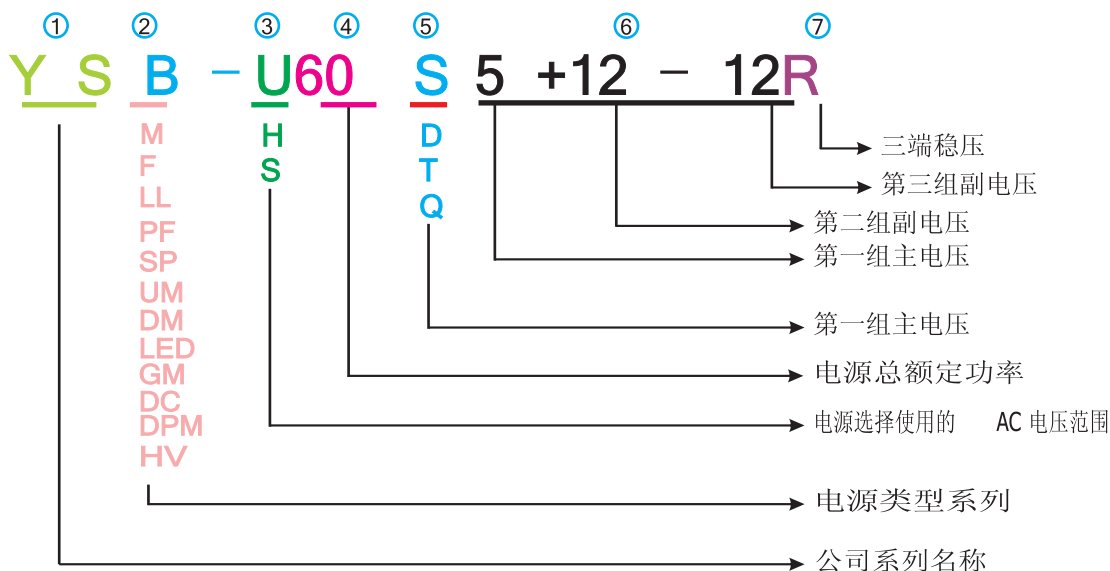 ① ② ③ ④ ⑤ ⑥ ⑦
Y S B - U60 S 5 +12 - 12R
M
F
LL
PF
SP
UM
DM
LED
GM
DC
DPM
HV
H
S
D
T
Q
三端稳压
第三组副电压
第二组副电压
第一组主电压
第一组主电压
电源总额定功率
电源选择使用的 AC 电压范围
电源类型系列
公司系列名称